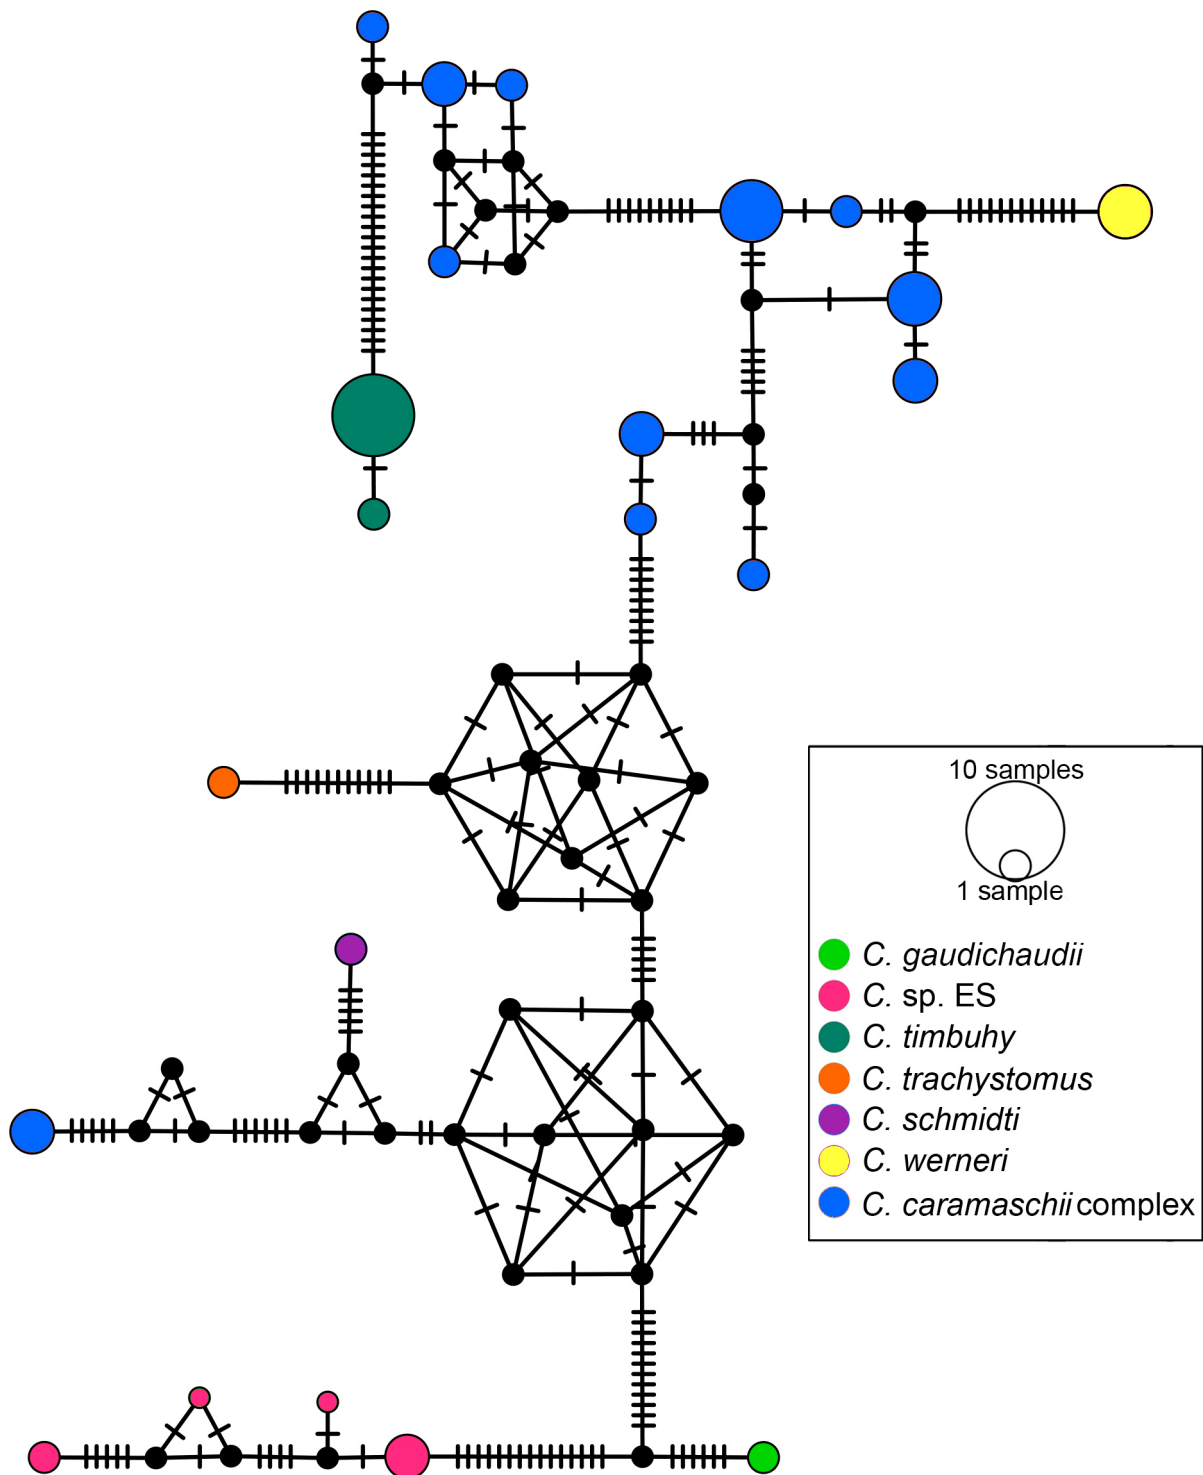 10 samples
1 sample
C. gaudichaudii
C. sp. ES
C. timbuhy
C. trachystomus
C. schmidti
C. werneri
C. caramaschii complex